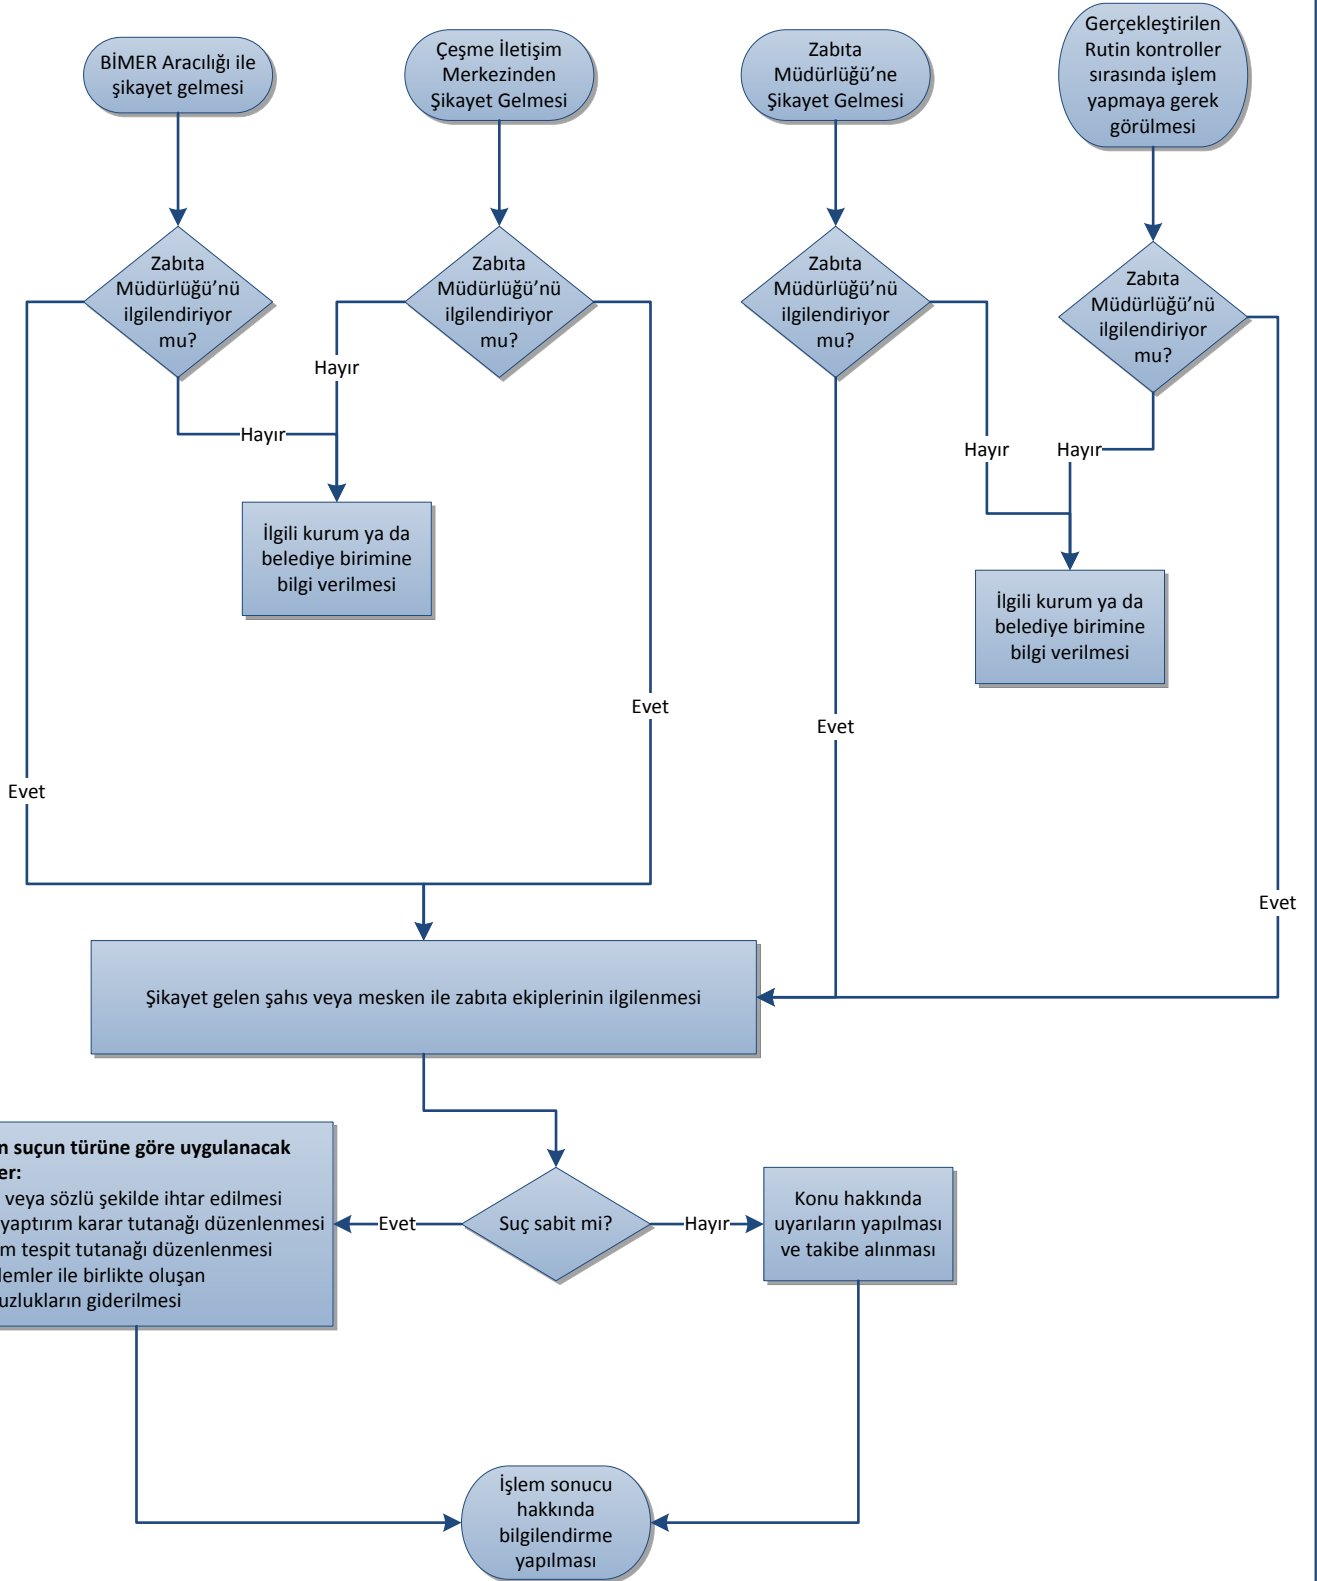 BİMER Aracılığı ile
şikayet gelmesi
Çeşme İletişim
Merkezinden
Şikayet Gelmesi
Zabıta
Müdürlüğü’ne
Şikayet Gelmesi
Gerçekleştirilen
Rutin kontroller
sırasında işlem
yapmaya gerek
görülmesi
Zabıta
Müdürlüğü’nü
ilgilendiriyor
mu?
Zabıta
Müdürlüğü’nü
ilgilendiriyor
mu?
Zabıta
Müdürlüğü’nü
ilgilendiriyor
mu?
Zabıta
Müdürlüğü’nü
ilgilendiriyor
mu?
Hayır
Hayır
Hayır
Hayır
İlgili kurum ya da
belediye birimine
bilgi verilmesi
İlgili kurum ya da
belediye birimine
bilgi verilmesi
Evet
Evet
Evet
Evet
Şikayet gelen şahıs veya mesken ile zabıta ekiplerinin ilgilenmesi
n suçun türüne göre uygulanacak
er:
veya sözlü şekilde ihtar edilmesi
yaptırım karar tutanağı düzenlenmesi
m tespit tutanağı düzenlenmesi
lemler ile birlikte oluşan
uzlukların giderilmesi
Evet
Suç sabit mi?
Hayır
Konu hakkında
uyarıların yapılması
ve takibe alınması
İşlem sonucu
hakkında
bilgilendirme
yapılması